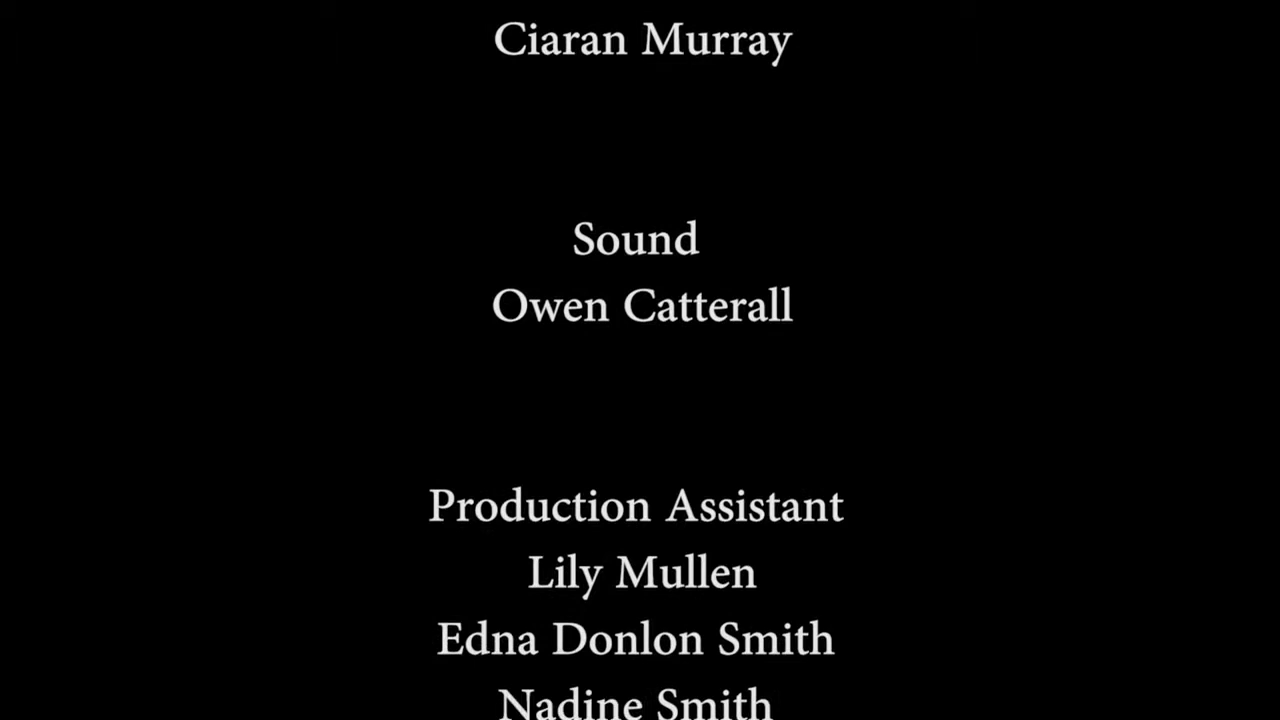 Ciaran Murray
Sound
Owen Catterall
Production Assistant
Lily Mullen
Edna Donlon Smith
Nadine Smith